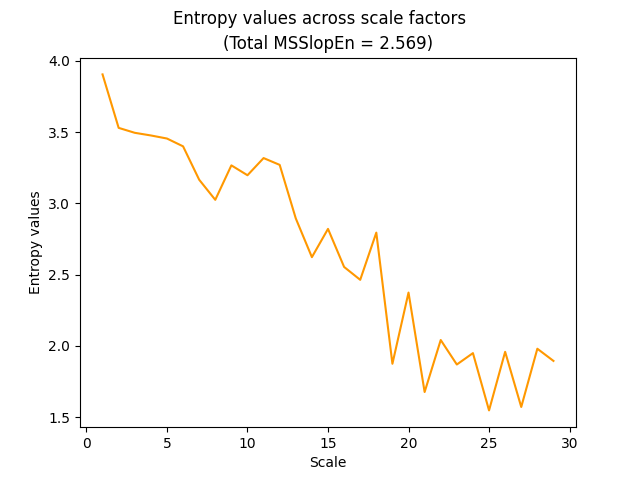 Entropy values across scale factors
(Total MSSlopEn = 2.569)
4.0
3.5
3.0
2.5
2.0
1.5
Entropy values
0 5 10 15 20 25 30
Scale